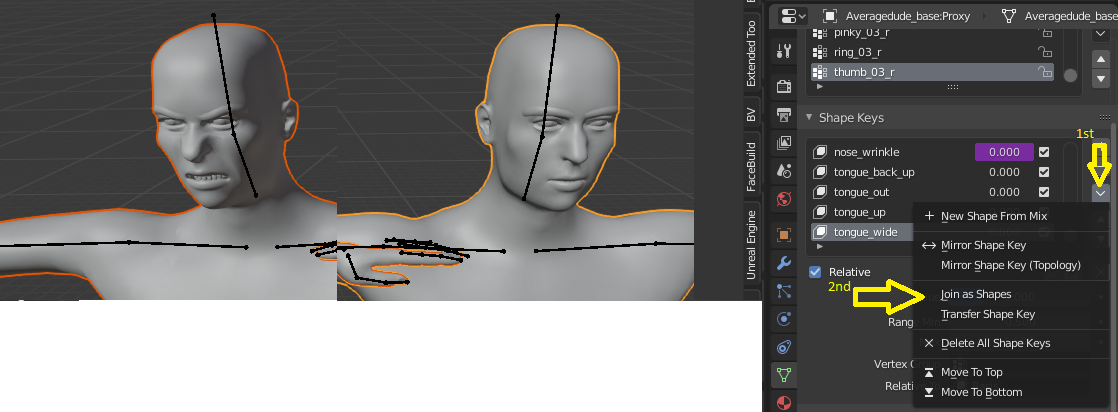 Averagedude_base:Proxy
Averagedude_base
pinky_03_r
ring_03_r
thumb_03_r
Extended Too
BV
FaceBuild
Unreal Engine
Shape Keys
1st
nose_wrinkle 0.000
tongue_back_up 0.000
tongue_out 0.000
tongue_up
tongue_wide
New Shape From Mix
Mirror Shape Key
Mirror Shape Key (Topology)
Relative
2nd
Join as Shapes
Transfer Shape Key
Delete All Shape Keys
Vertex
Relati
Move To Top
Move To Bottom